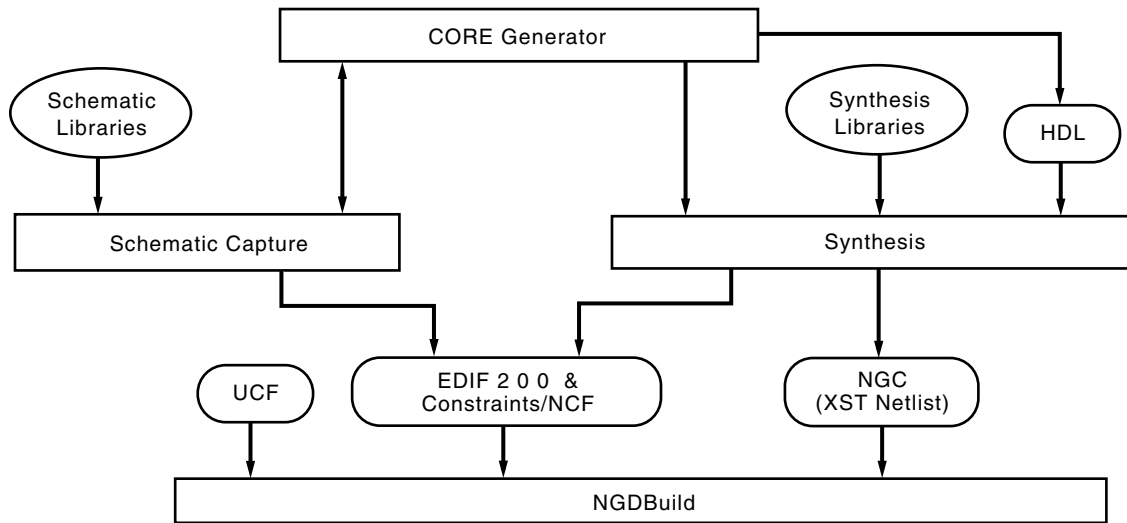 CORE Generator
Schematic
Libraries
Synthesis
Libraries
HDL
Schematic Capture
Synthesis
UCF
EDIF 2 0 0 &
Constraints/NCF
NGC
(XST Netlist)
NGDBuild